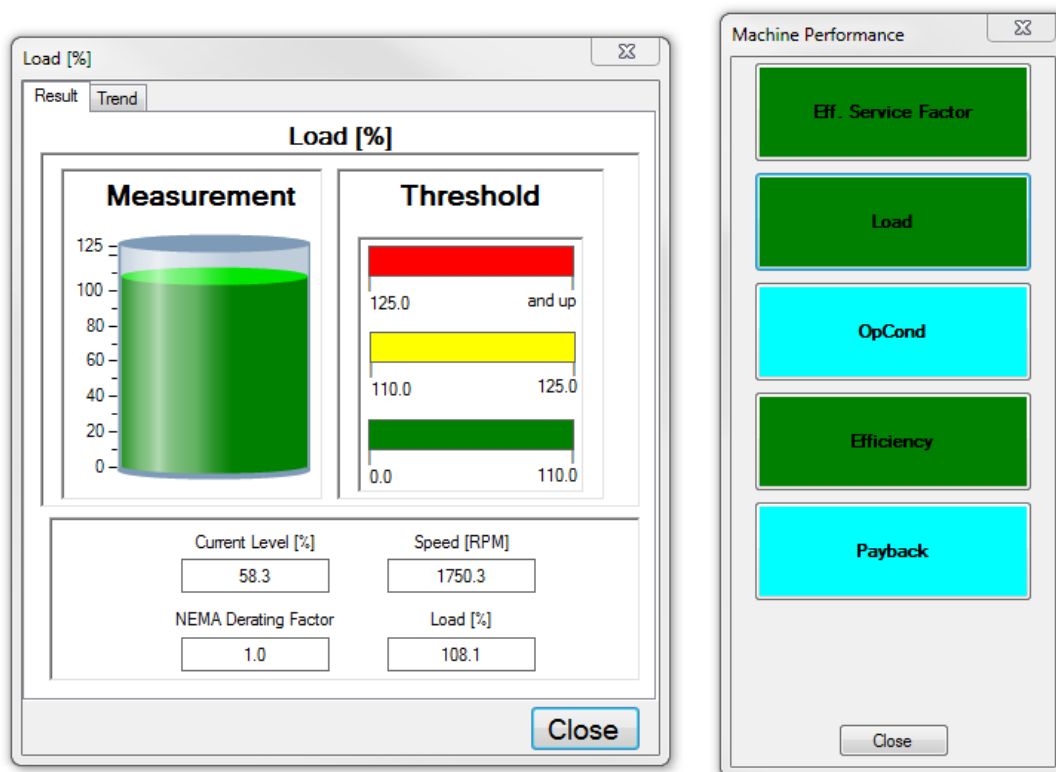 Load [%]
Result
Trend
Load [%]
Measurement
125
100
80
60
40
20
0
Threshold
125.0 and up
110.0 125.0
0.0 110.0
Current Level [%] Speed [RPM]
58.3 1750.3
NEMA Derating Factor Load [%]
1.0 108.1
Close
Machine Performance
Eff. Service Factor
Load
OpCond
Efficiency
Payback
Close